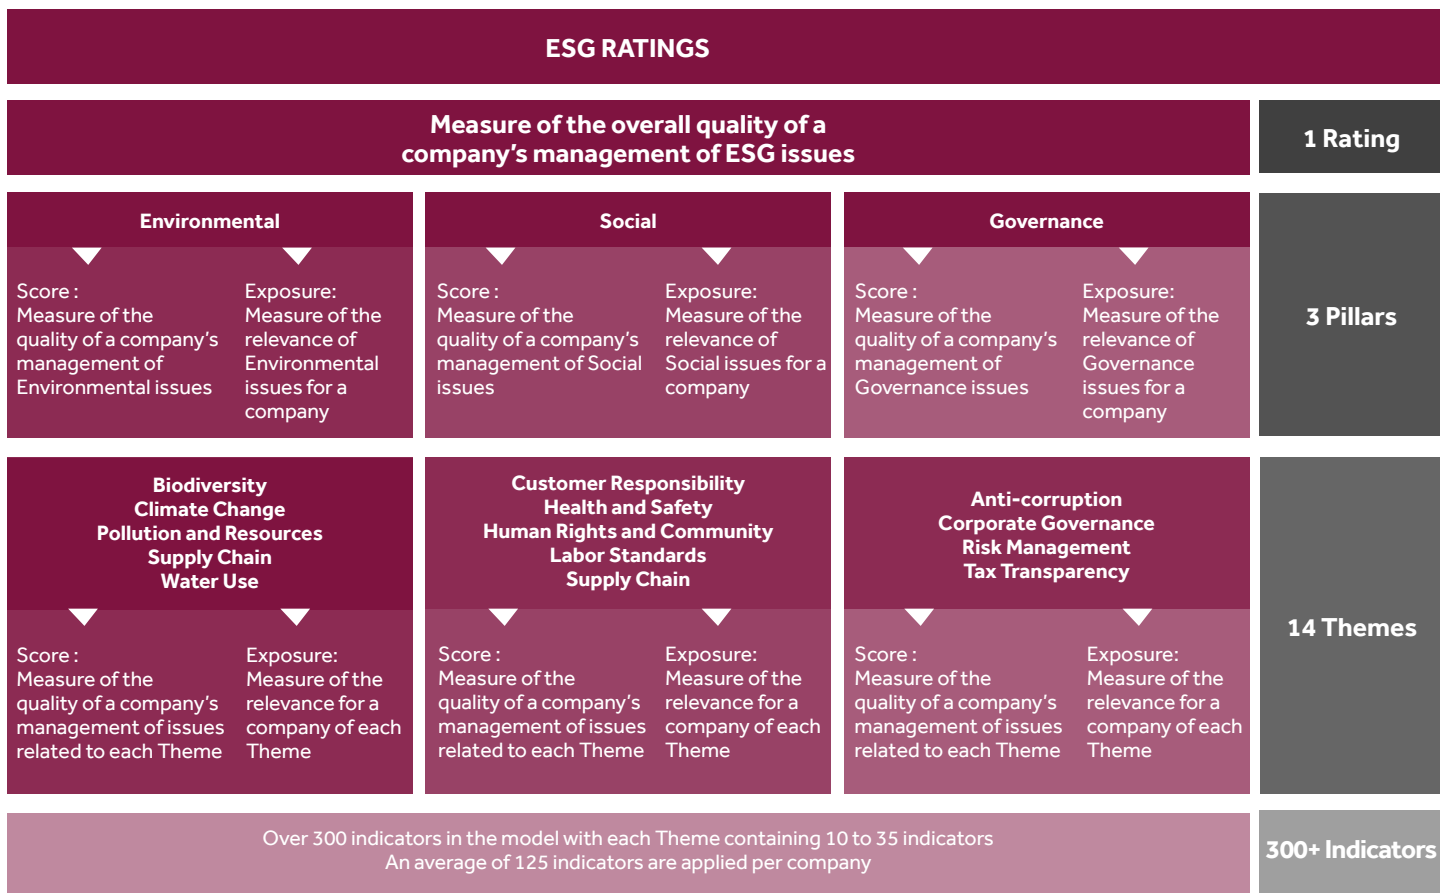 ESG RATINGS
Measure of the overall quality of a
company's management of ESG issues
1 Rating
Environmental
Score :
Measure of the
quality of a company's
management of
Environmental issues
Exposure:
Measure of the
relevance of
Environmental
issues for a
company
Social
Score :
Measure of the
quality of a company's
management of Social
issues
Exposure:
Measure of the
relevance of
Social issues for a
company
Governance
Score :
Measure of the
quality of a company's
management of
Governance issues
Exposure:
Measure of the
relevance of
Governance
issues for a
company
3 Pillars
Biodiversity
Climate Change
Pollution and Resources
Supply Chain
Water Use
Score :
Measure of the
quality of a company's
management of issues
related to each Theme
Exposure:
Measure of the
relevance for a
company of each
Theme
Customer Responsibility
Health and Safety
Human Rights and Community
Labor Standards
Supply Chain
Score :
Measure of the
quality of a company's
management of issues
related to each Theme
Exposure:
Measure of the
relevance for a
company of each
Theme
Anti-corruption
Corporate Governance
Risk Management
Tax Transparency
Score :
Measure of the
quality of a company's
management of issues
related to each Theme
Exposure:
Measure of the
relevance for a
company of each
Theme
14 Themes
Over 300 indicators in the model with each Theme containing 10 to 35 indicators
An average of 125 indicators are applied per company
300+ Indicators